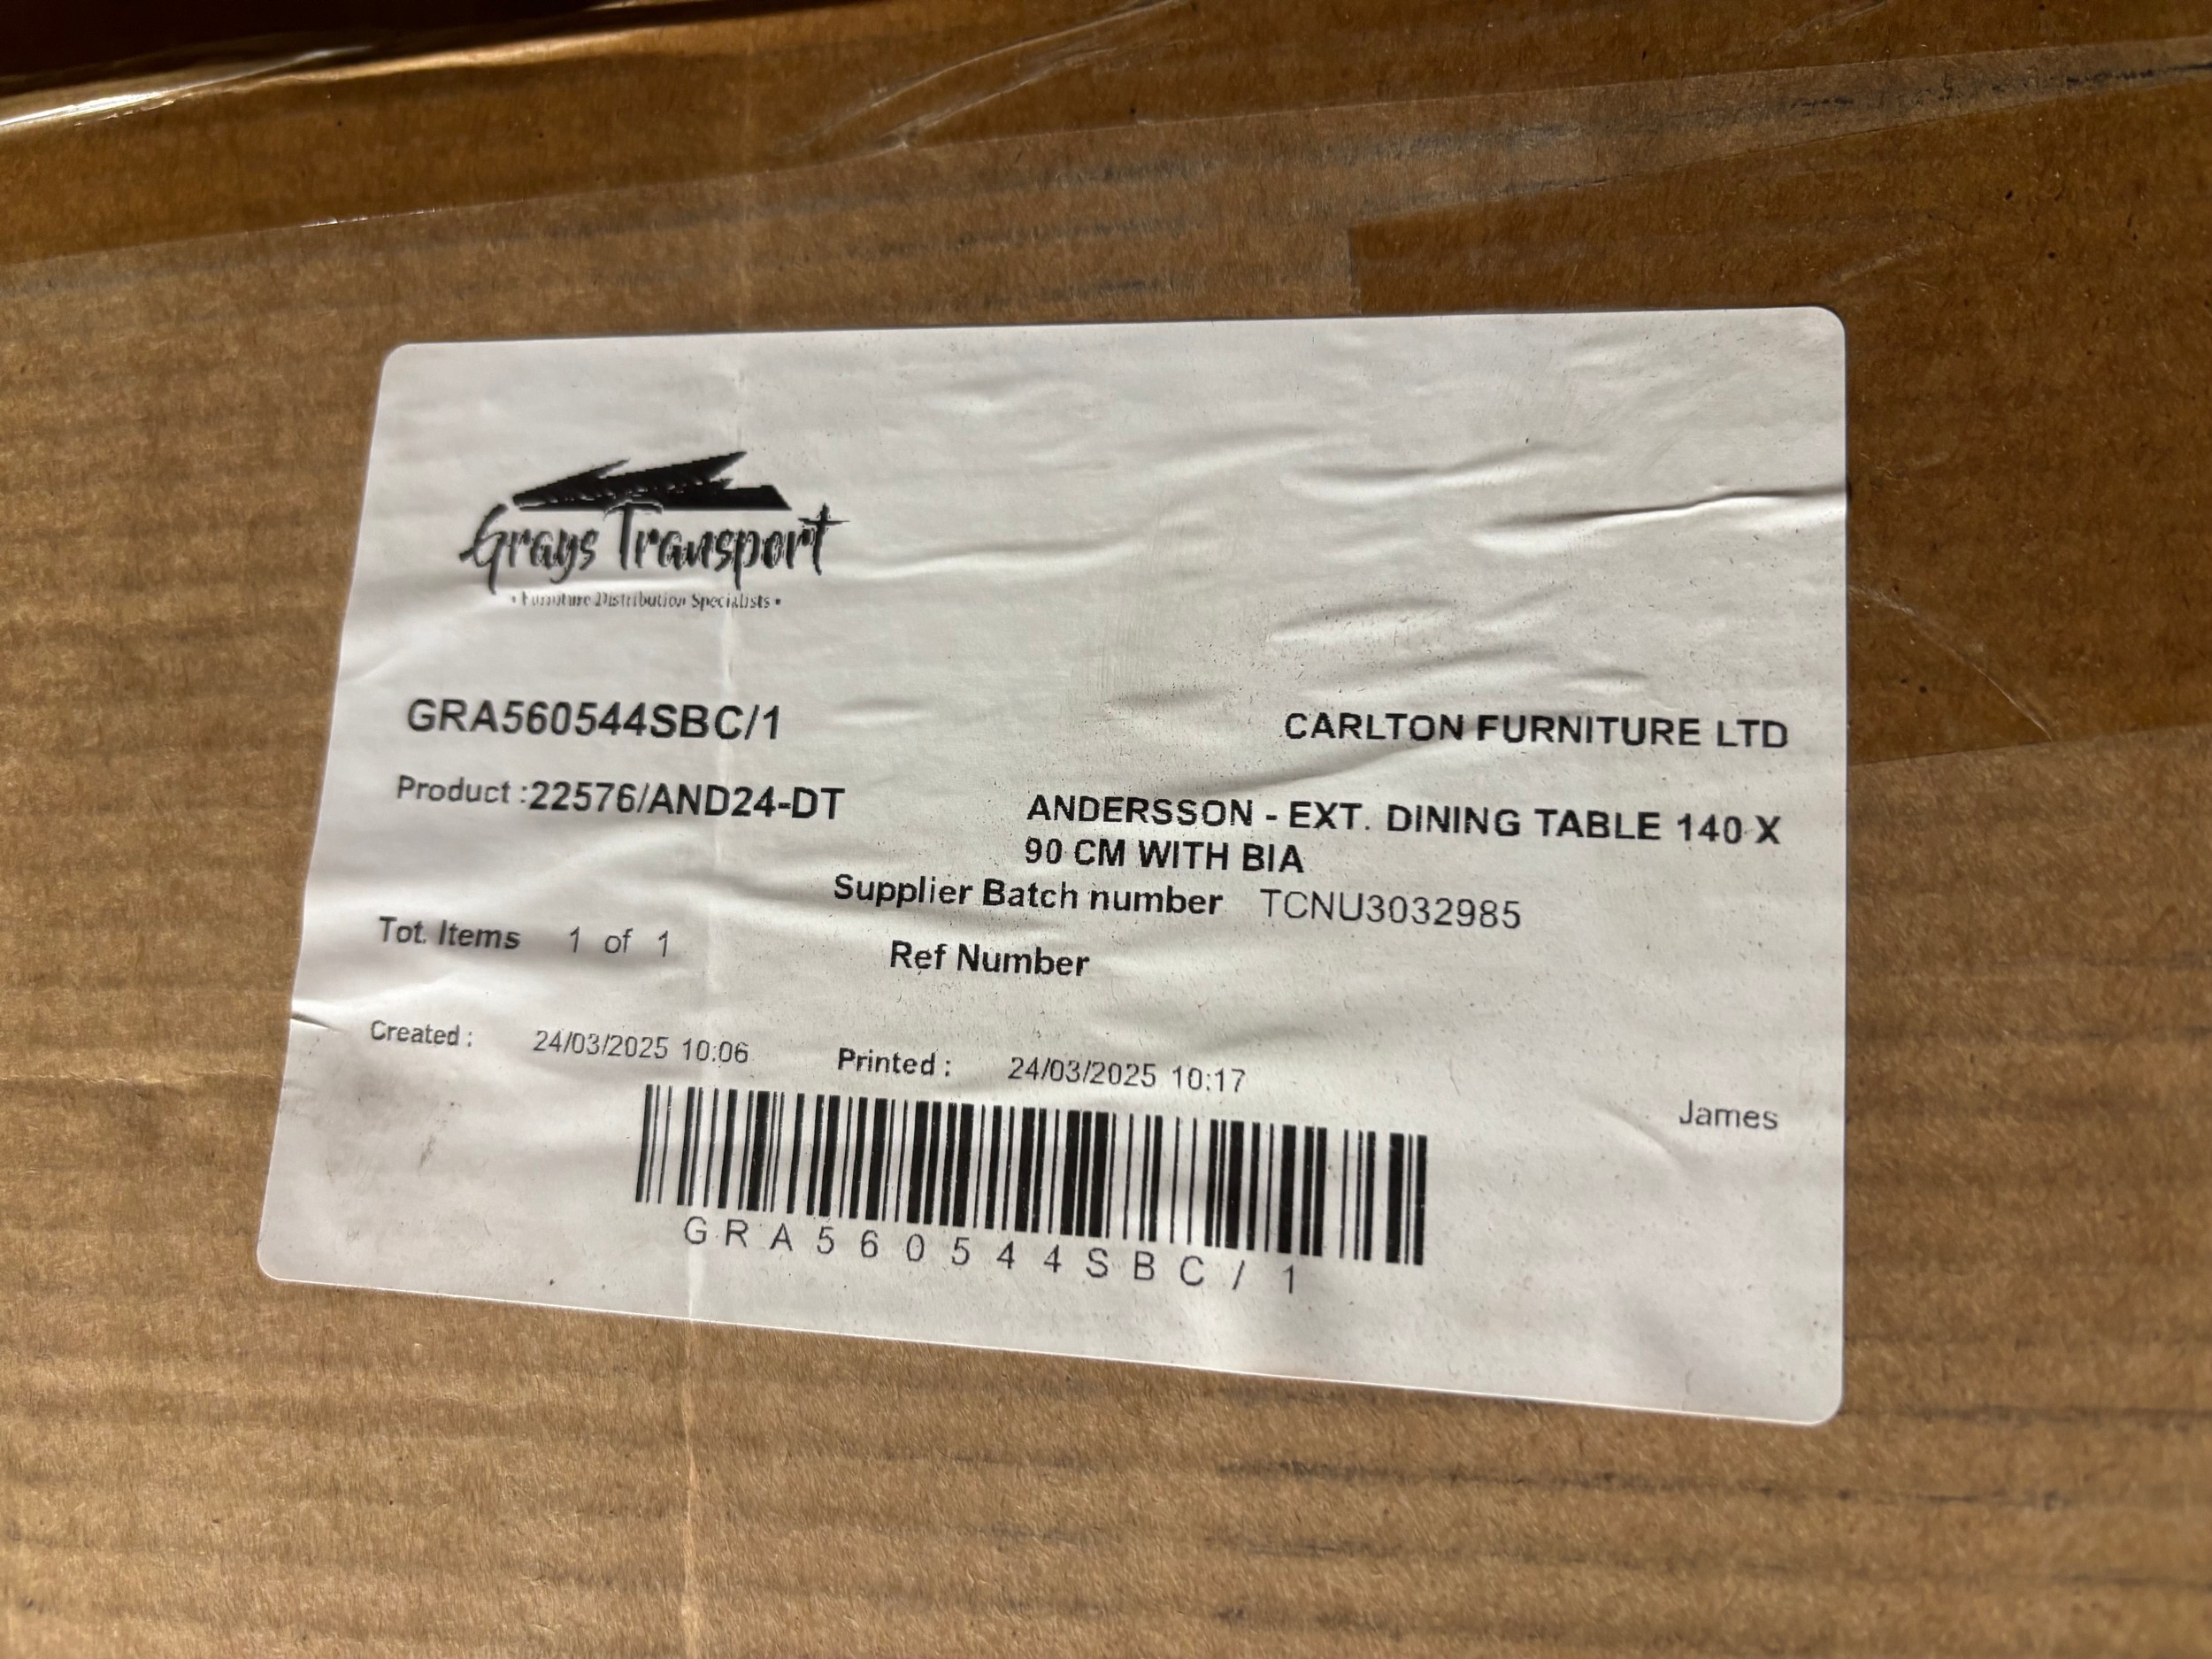 Grays Transport
• Furniture Distribution Specialists •
GRA560544SBC/1
CARLTON FURNITURE LTD
Product :22576/AND24-DT
ANDERSSON - EXT. DINING TABLE 140 X
90 CM WITH BIA
Supplier Batch number TCNU3032985
Tot. Items 1 of 1
Ref Number
Created : 24/03/2025 10:06
Printed : 24/03/2025 10:17
James
GRA560544SBC/1